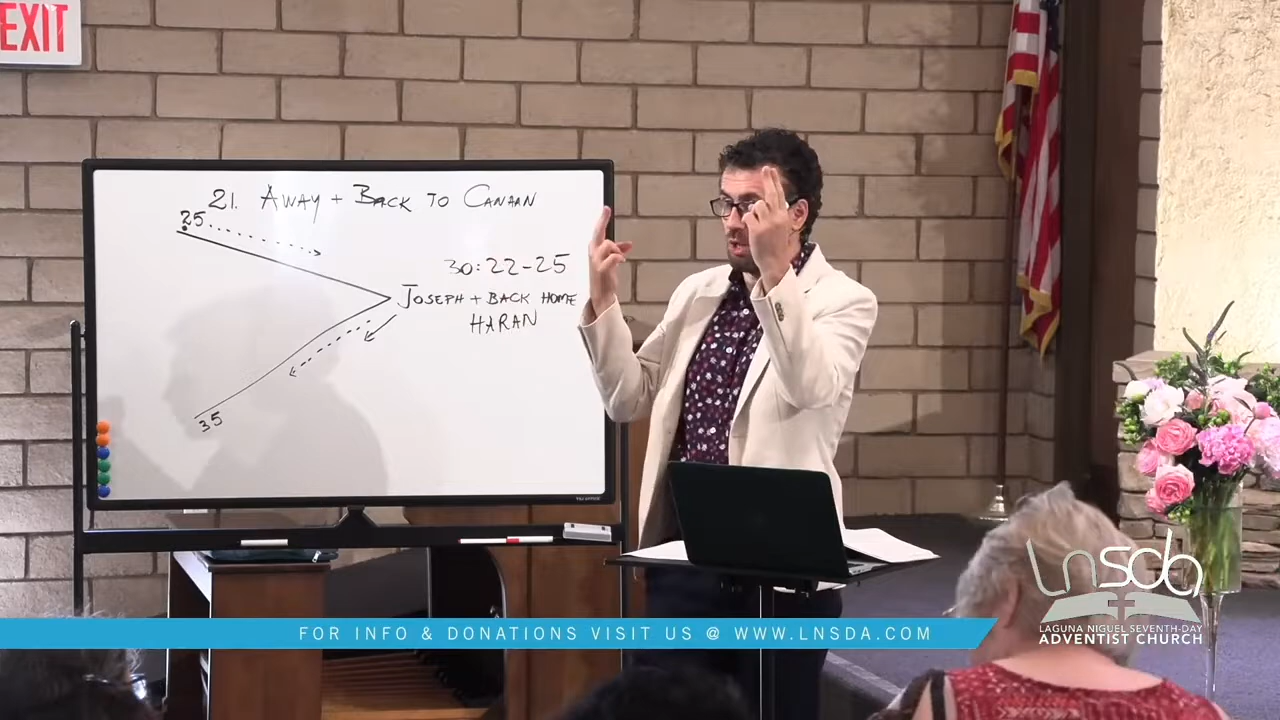 EXIT
21. AWAY + BACK TO CANAAN
25
30:22-25
JOSEPH + BACK HOME
HARAN
35
LNSDA
LAGUNA NIGUEL SEVENTH-DAY
ADVENTIST CHURCH
FOR INFO & DONATIONS VISIT US @ WWW.LNSDA.COM